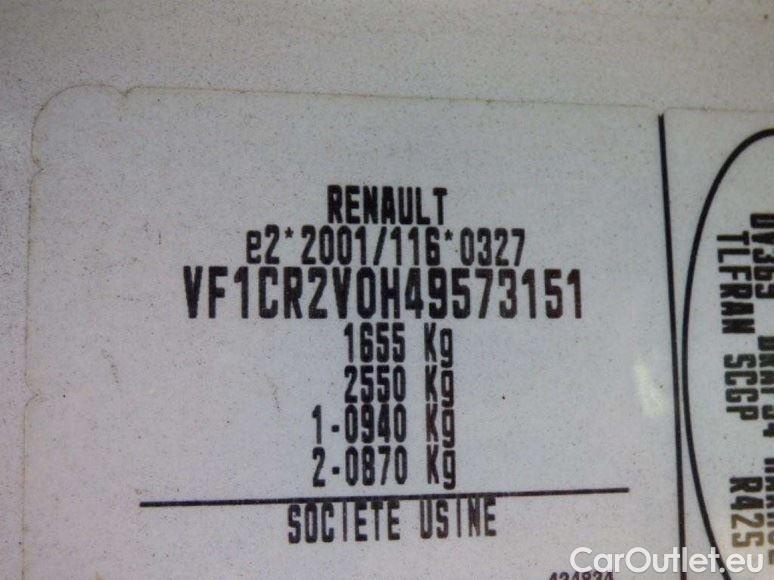 RENAULT
e2*2001/116*0327
VF1CR2V0H49573151
1655 Kg
2550 Kg
1-0940 Kg
2-0870 Kg
SOCIETE USINE
TLFRAN SCGP R425
CarOutlet.eu